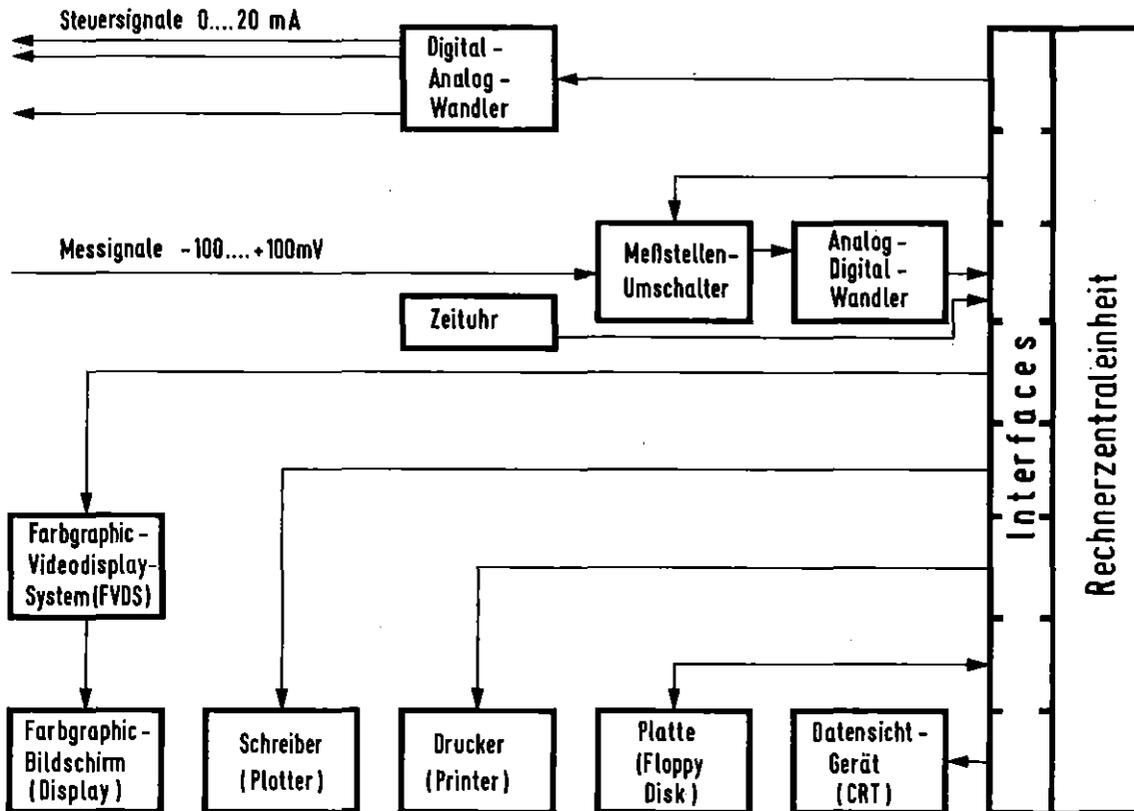 Steuersignale 0....20 mA
Digital-
Analog-
Wandler
Messignale -100....+100mV
Meßstellen-
Umschalter
Analog-
Digital-
Wandler
Zeituhr
Interfaces
Rechnerzentraleinheit
Farbgraphic-
Videodisplay-
System(FVDS)
Farbgraphic-
Bildschirm
(Display)
Schreiber
(Plotter)
Drucker
(Printer)
Platte
(Floppy
Disk)
Datensicht-
Gerät
(CRT)